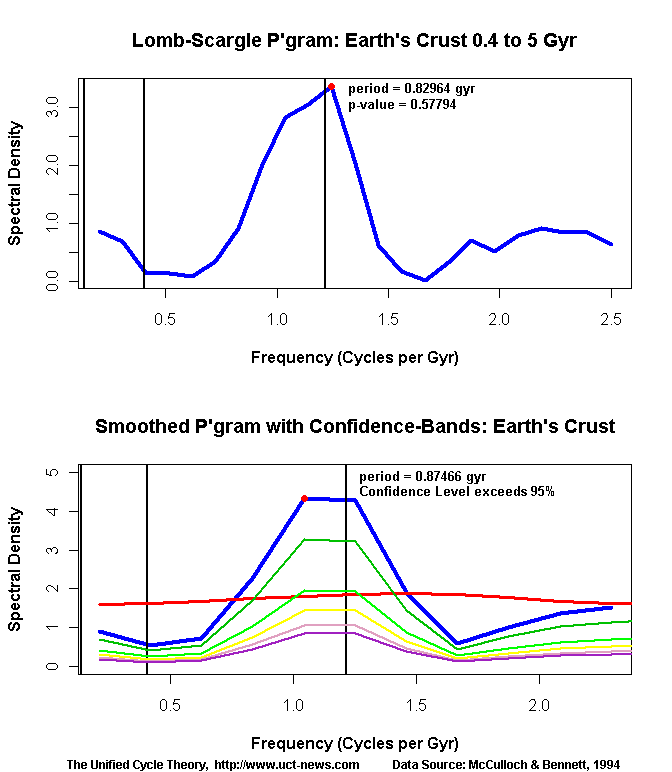 Lomb-Scargle P'gram: Earth's Crust 0.4 to 5 Gyr
period = 0.82964 gyr
p-value = 0.57794
Spectral Density
0.0 1.0 2.0 3.0
0.5 1.0 1.5 2.0 2.5
Frequency (Cycles per Gyr)
Smoothed P'gram with Confidence-Bands: Earth's Crust
period = 0.87466 gyr
Confidence Level exceeds 95%
Spectral Density
0 1 2 3 4 5
0.5 1.0 1.5 2.0
Frequency (Cycles per Gyr)
The Unified Cycle Theory, http://www.uct-news.com Data Source: McCulloch & Bennett, 1994